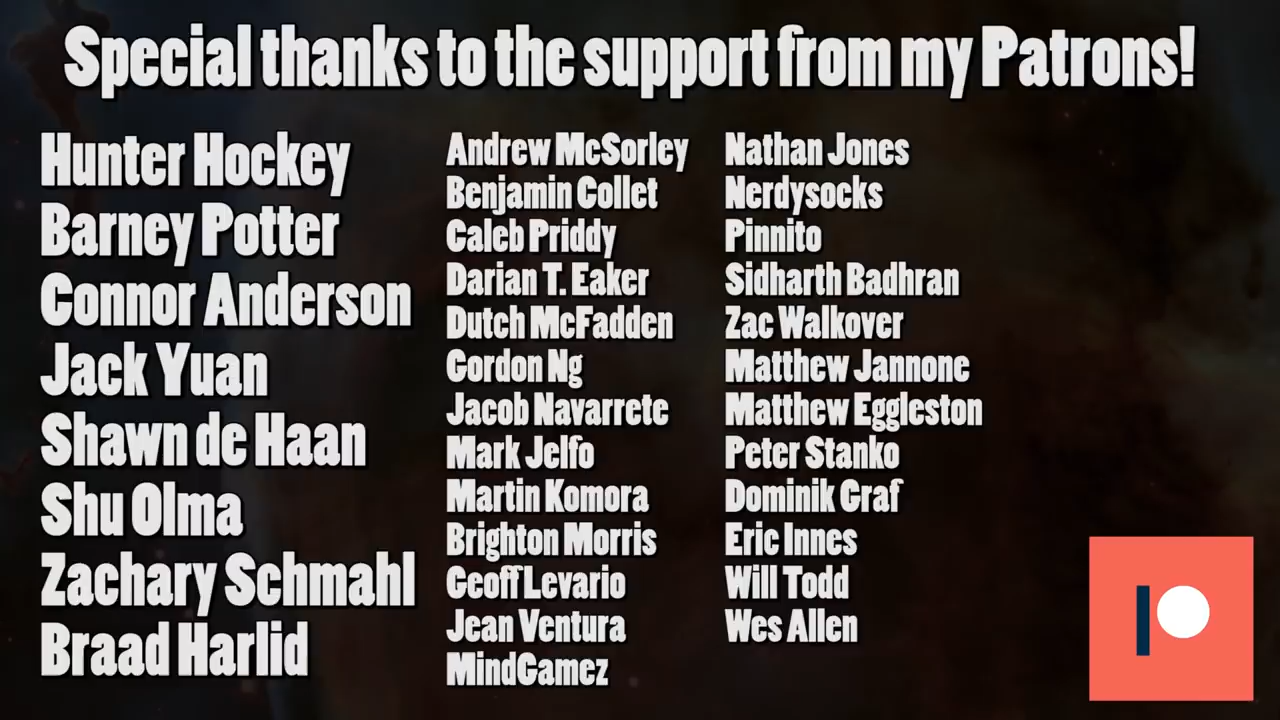 Special thanks to the support from my Patrons!
Hunter Hockey
Barney Potter
Connor Anderson
Jack Yuan
Shawn de Haan
Shu Olma
Zachary Schmahl
Braad Harlid
Andrew McSorley
Benjamin Collet
Caleb Priddy
Darian T. Eaker
Dutch McFadden
Gordon Ng
Jacob Navarrete
Mark Jelfo
Martin Komora
Brighton Morris
Geoff Levario
Jean Ventura
MindGamez
Nathan Jones
Nerdysocks
Pinnito
Sidharth Badhran
Zac Walkover
Matthew Jannone
Matthew Eggleston
Peter Stanko
Dominik Graf
Eric Innes
Will Todd
Wes Allen